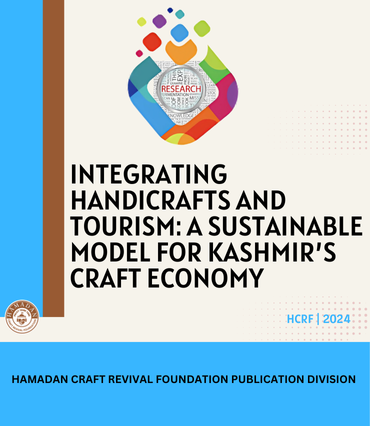 RESEARCH
INTEGRATING
HANDICRAFTS AND
TOURISM: A SUSTAINABLE
MODEL FOR KASHMIR'S
CRAFT ECONOMY
HCRF | 2024
HAMADAN
HAMADAN CRAFT REVIVAL FOUNDATION PUBLICATION DIVISION